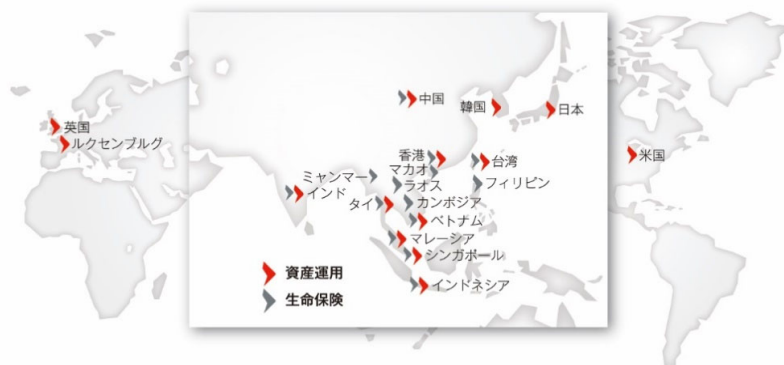 中国
韓国
日本
英国
ルクセンブルグ
香港
台湾
米国
マカオ
ミャンマー
ラオス
フィリピン
インド
タイ
カンボジア
ベトナム
マレーシア
シンガポール
資産運用
インドネシア
生命保険